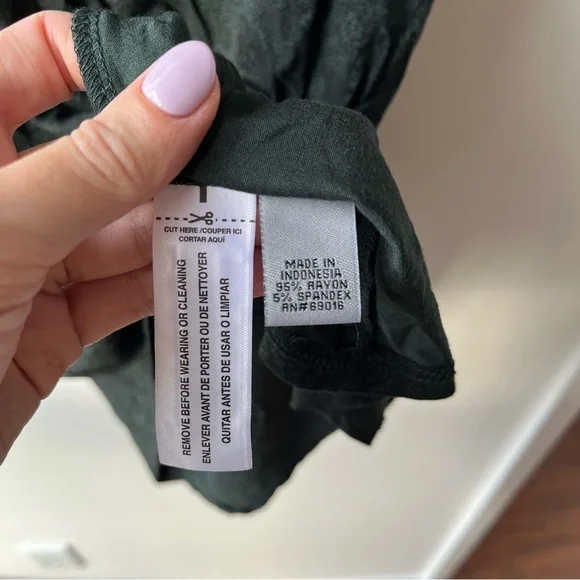 CUT HERE /COUPER ICI
CORTAR AQUÍ
REMOVE BEFORE WEARING OR CLEANING
ENLEVER AVANT DE PORTER OU DE NETTOYER
QUITAR ANTES DE USAR O LIMPIAR
MADE IN
INDONESIA
95% RAYON
5% SPANDEX
RN#69016